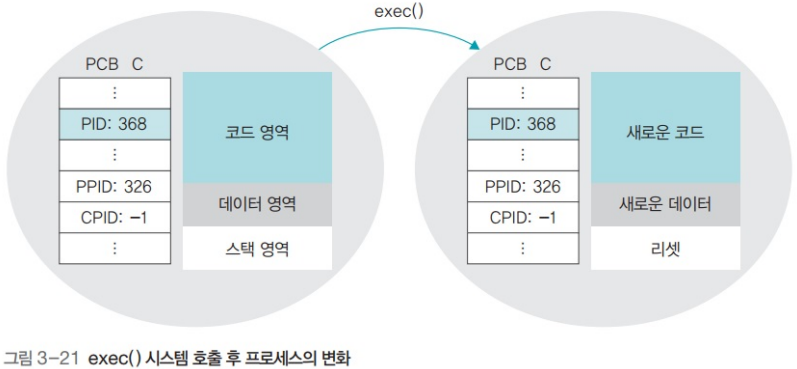 exec()
PCB C
⋮
PID: 368
⋮
PPID: 326
CPID: -1
⋮
코드 영역
데이터 영역
스택 영역
PCB C
⋮
PID: 368
⋮
PPID: 326
CPID: -1
⋮
새로운 코드
새로운 데이터
리셋
그림 3-21 exec() 시스템 호출 후 프로세스의 변화